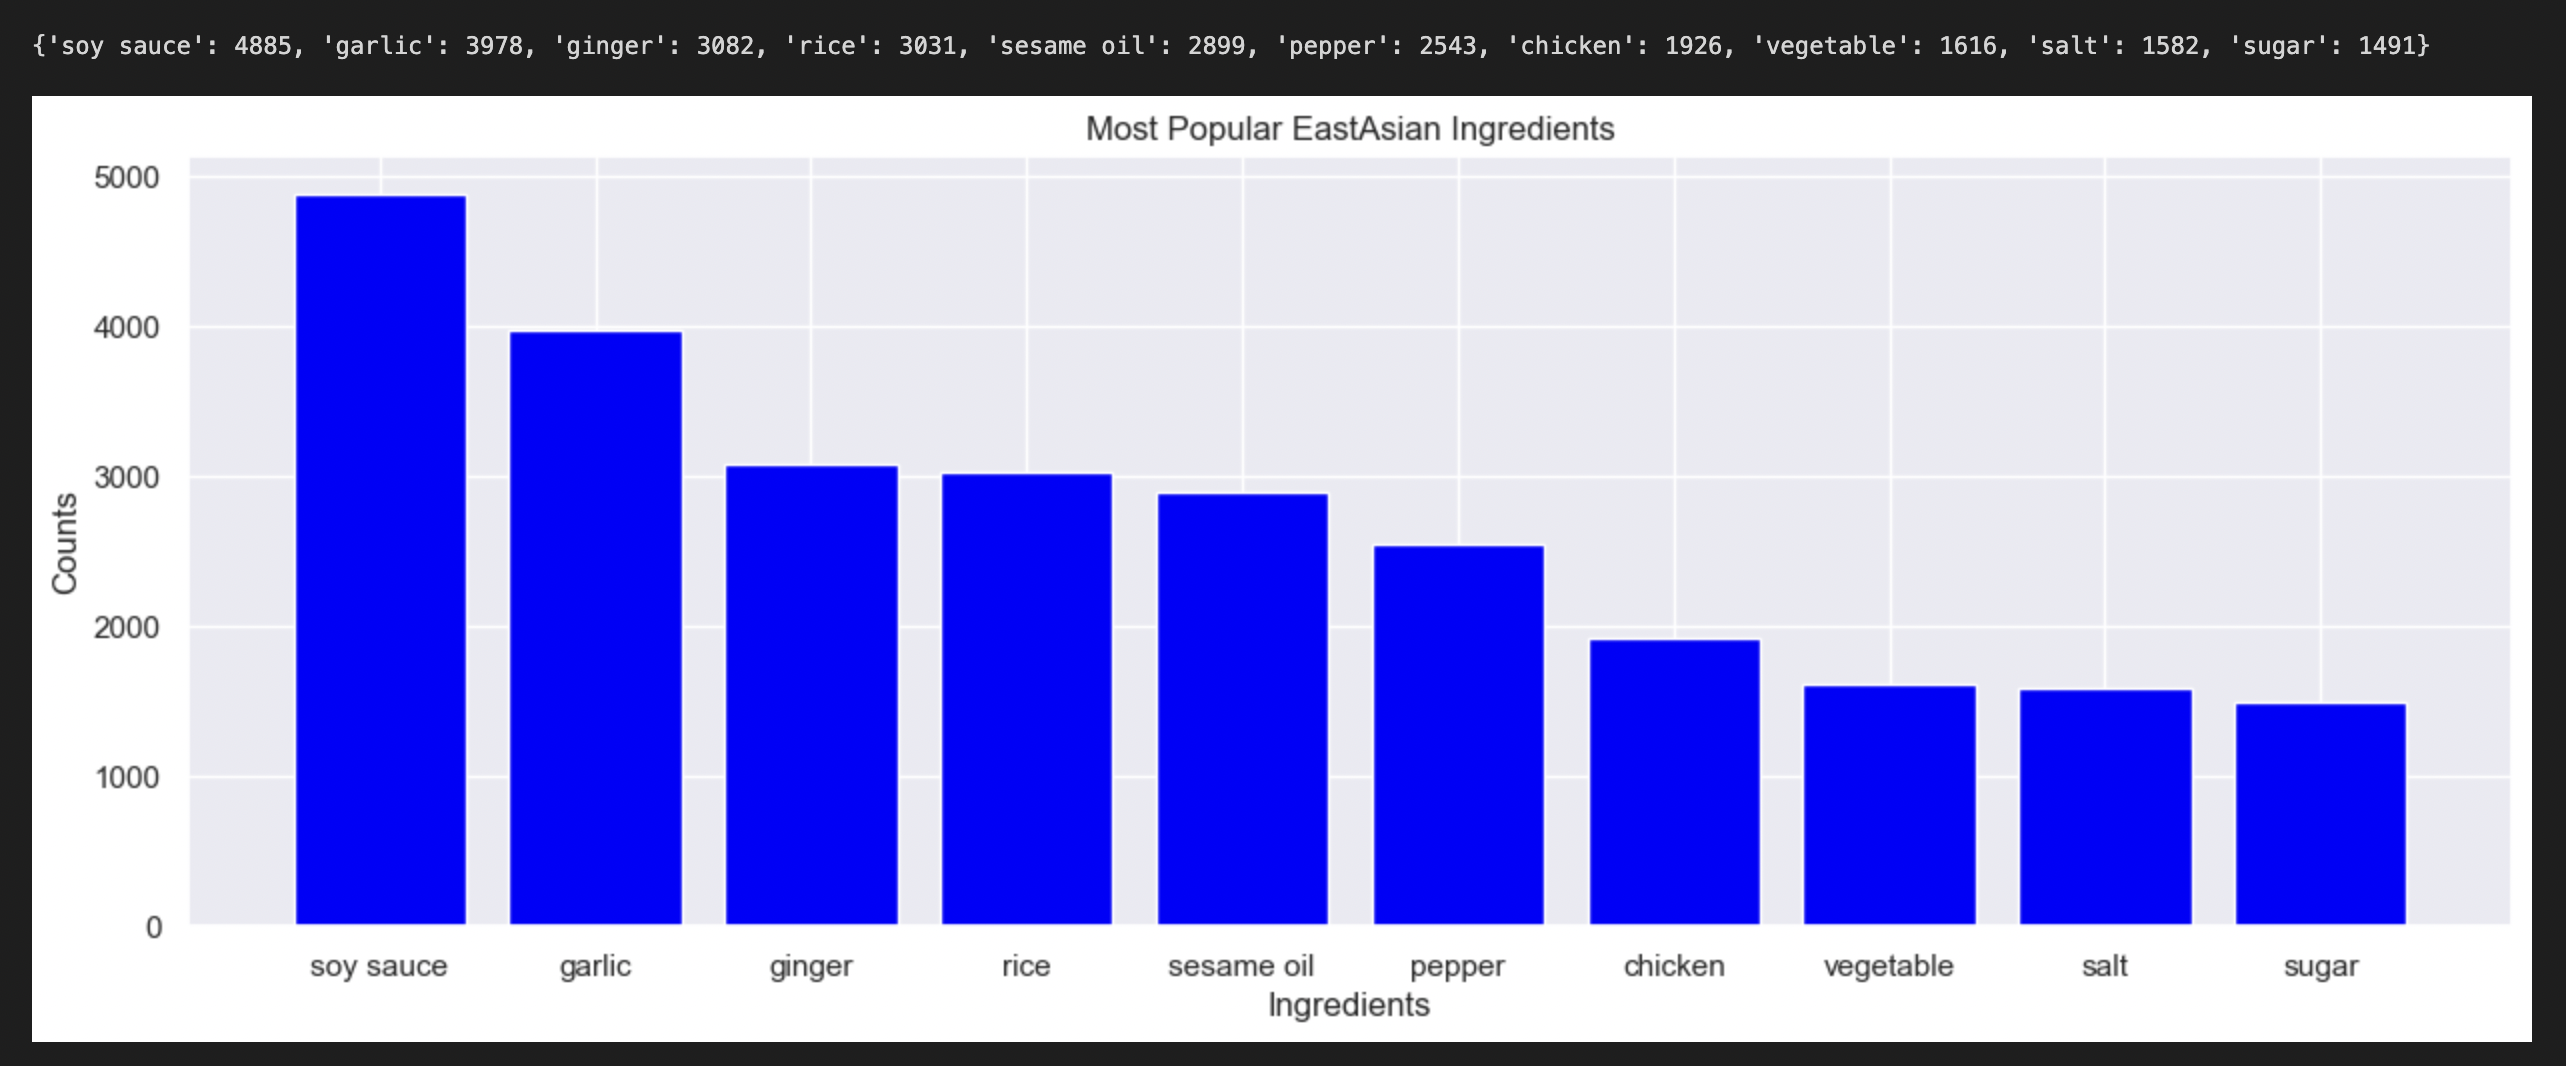 {'soy sauce': 4885, 'garlic': 3978, 'ginger': 3082, 'rice': 3031, 'sesame oil': 2899, 'pepper': 2543, 'chicken': 1926, 'vegetable': 1616, 'salt': 1582, 'sugar': 1491}
Most Popular EastAsian Ingredients
5000
4000
3000
2000
1000
0
Counts
soy sauce garlic ginger rice sesame oil pepper chicken vegetable salt sugar
Ingredients